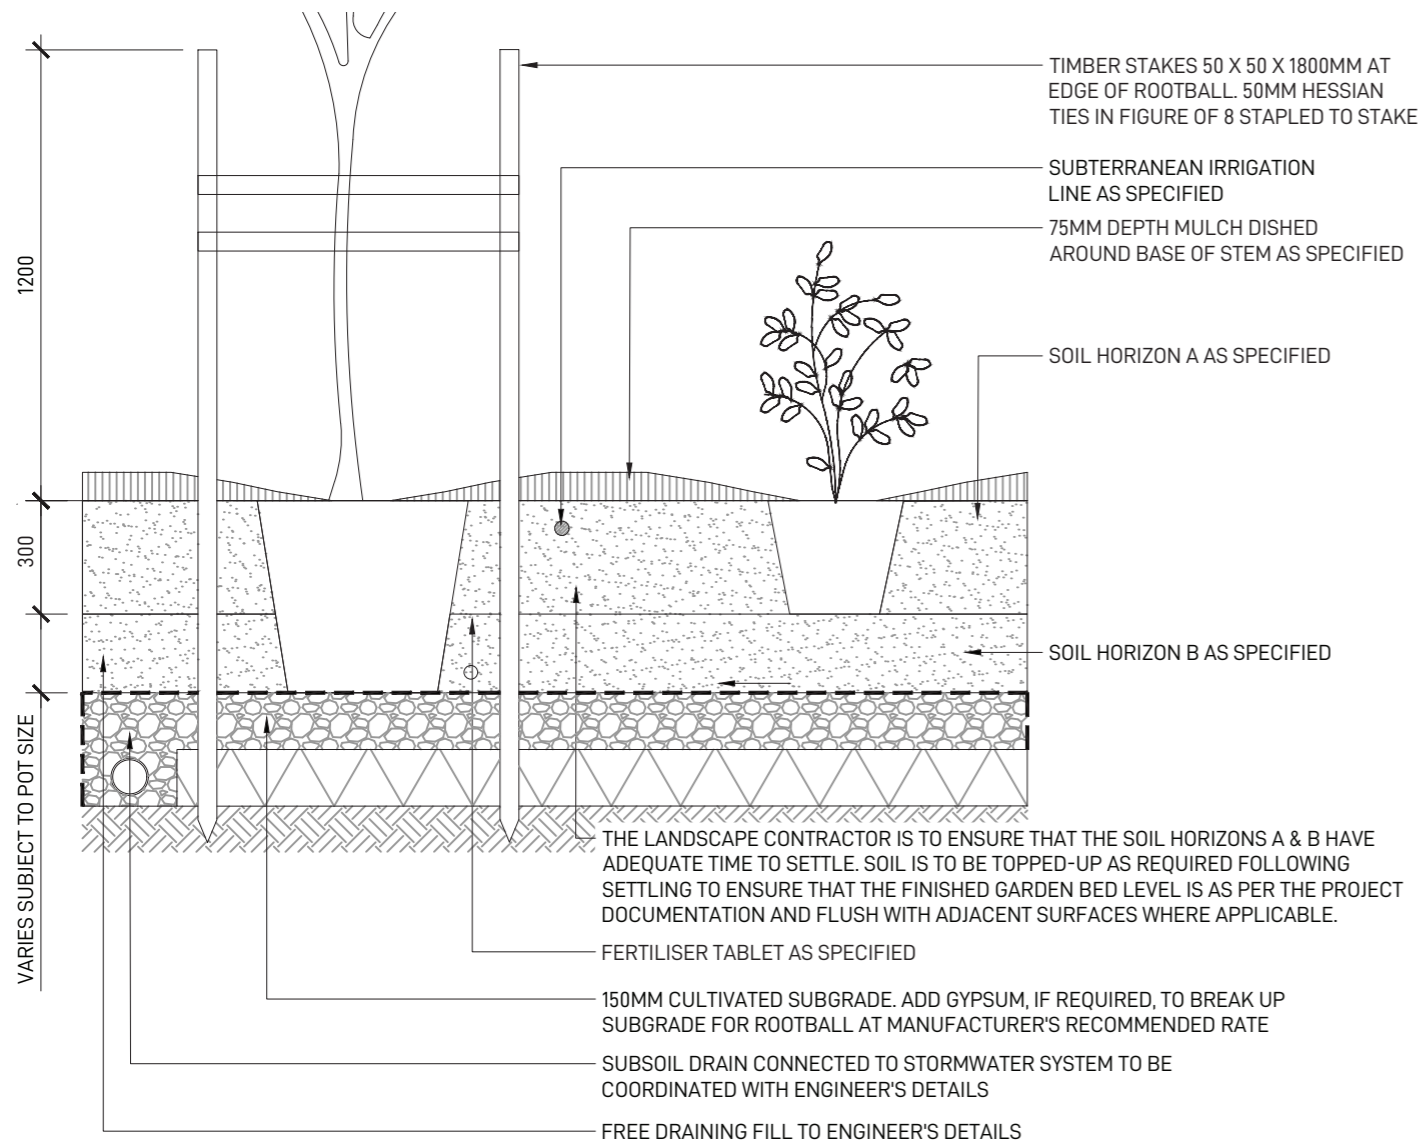 TIMBER STAKES 50 X 50 X 1800MM AT
EDGE OF ROOTBALL. 50MM HESSIAN
TIES IN FIGURE OF 8 STAPLED TO STAKE
SUBTERRANEAN IRRIGATION
LINE AS SPECIFIED
75MM DEPTH MULCH DISHED
AROUND BASE OF STEM AS SPECIFIED
1200
SOIL HORIZON A AS SPECIFIED
300
SOIL HORIZON B AS SPECIFIED
VARIES SUBJECT TO POT SIZE
THE LANDSCAPE CONTRACTOR IS TO ENSURE THAT THE SOIL HORIZONS A & B HAVE
ADEQUATE TIME TO SETTLE. SOIL IS TO BE TOPPED-UP AS REQUIRED FOLLOWING
SETTLING TO ENSURE THAT THE FINISHED GARDEN BED LEVEL IS AS PER THE PROJECT
DOCUMENTATION AND FLUSH WITH ADJACENT SURFACES WHERE APPLICABLE.
FERTILISER TABLET AS SPECIFIED
150MM CULTIVATED SUBGRADE. ADD GYPSUM, IF REQUIRED, TO BREAK UP
SUBGRADE FOR ROOTBALL AT MANUFACTURER'S RECOMMENDED RATE
SUBSOIL DRAIN CONNECTED TO STORMWATER SYSTEM TO BE
COORDINATED WITH ENGINEER'S DETAILS
FREE DRAINING FILL TO ENGINEER'S DETAILS